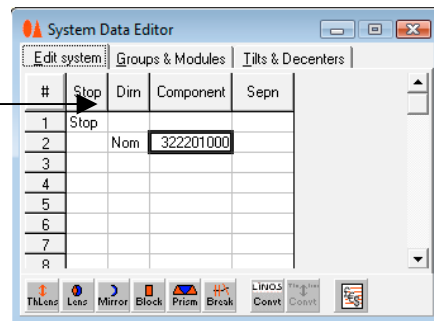 System Data Editor
Edit system Groups & Modules Tilts & Decenters
# Stop Dirn Component Sepn
1 Stop
2 Nom 322201000
3
4
5
6
7
8
ThLens Lens Mirror Block Prism Break LINOS Convt Convt